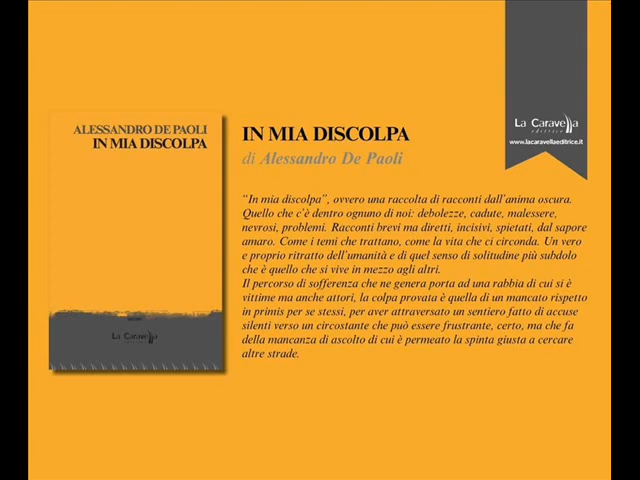 La Caravella
editrice
www.lacaravellaeditrice.it
ALESSANDRO DE PAOLI
IN MIA DISCOLPA
La Caravella
editrice
IN MIA DISCOLPA
di Alessandro De Paoli
“In mia discolpa”, ovvero una raccolta di racconti dall'anima oscura.
Quello che c'è dentro ognuno di noi: debolezze, cadute, malessere,
nevrosi, problemi. Racconti brevi ma diretti, incisivi, spietati, dal sapore
amaro. Come i temi che trattano, come la vita che ci circonda. Un vero
e proprio ritratto dell'umanità e di quel senso di solitudine più subdolo
che è quello che si vive in mezzo agli altri.
Il percorso di sofferenza che ne genera porta ad una rabbia di cui si è
vittime ma anche attori, la colpa provata è quella di un mancato rispetto
in primis per se stessi, per aver attraversato un sentiero fatto di accuse
silenti verso un circostante che può essere frustrante, certo, ma che fa
della mancanza di ascolto di cui è permeato la spinta giusta a cercare
altre strade.